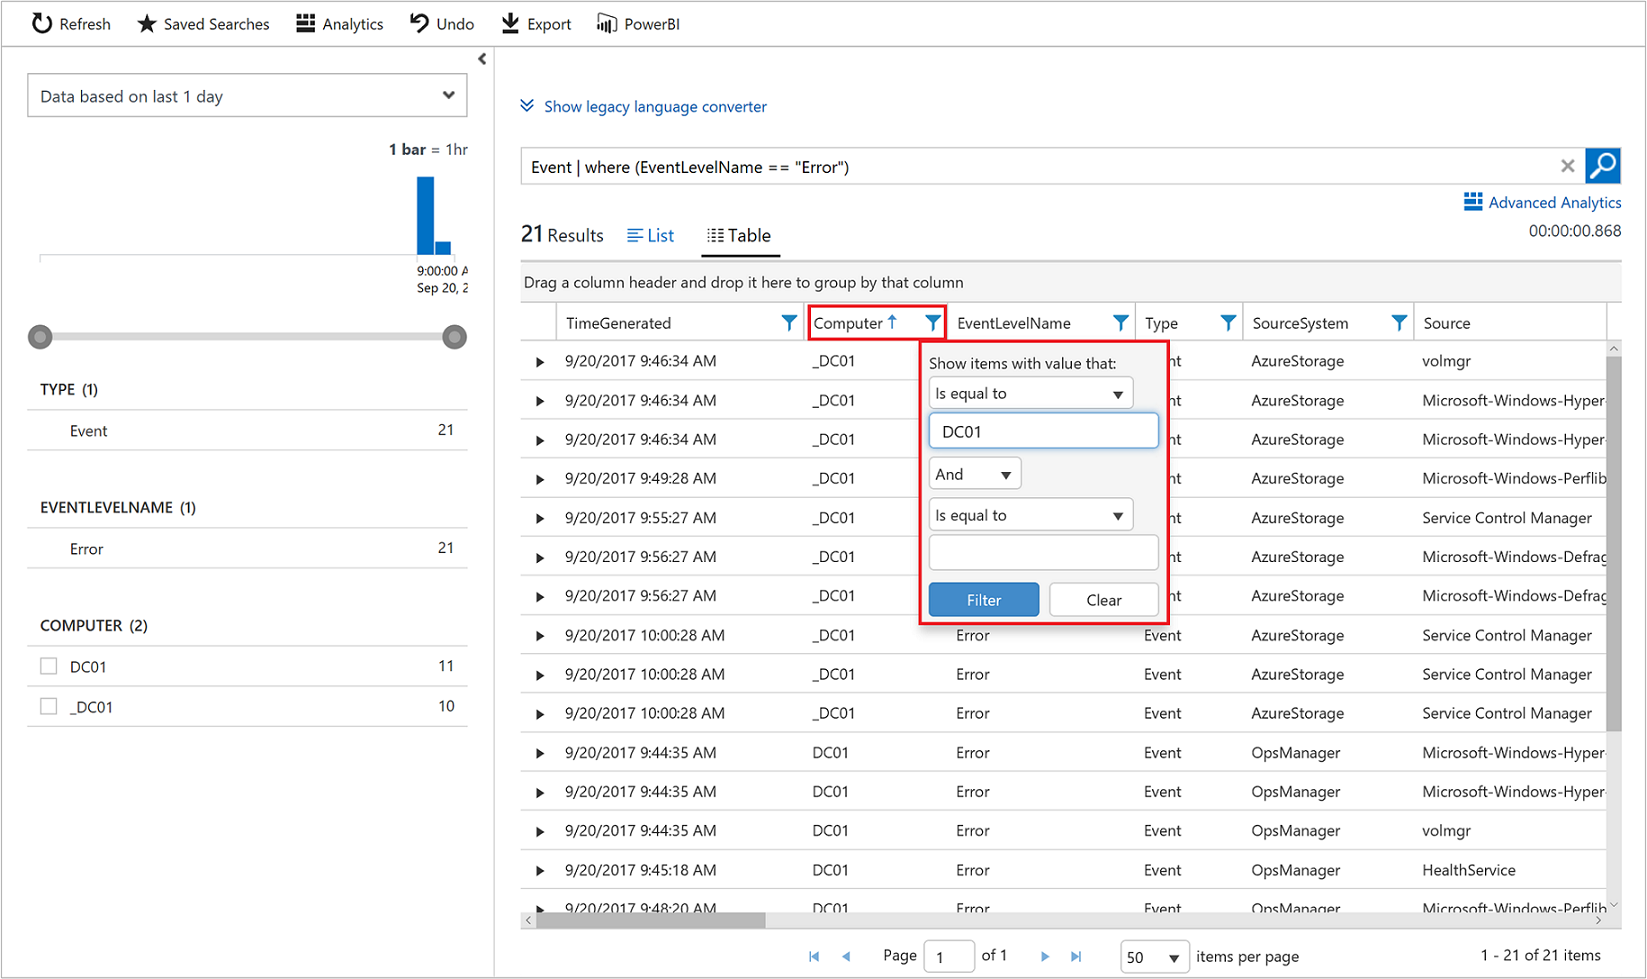 Refresh Saved Searches Analytics Undo Export PowerBI
Data based on last 1 day
1 bar = 1hr
9:00:00 A
Sep 20, 2
TYPE (1)
Event 21
EVENTLEVELNAME (1)
Error 21
COMPUTER (2)
DC01 11
_DC01 10
Show legacy language converter
Event | where (EventLevelName == "Error")
Advanced Analytics
21 Results List Table
00:00:00.868
Drag a column header and drop it here to group by that column
TimeGenerated Computer EventLevelName Type SourceSystem Source
9/20/2017 9:46:34 AM _DC01 nt AzureStorage volmgr
9/20/2017 9:46:34 AM _DC01 nt AzureStorage Microsoft-Windows-Hyper-
9/20/2017 9:46:34 AM _DC01 nt AzureStorage Microsoft-Windows-Hyper-
9/20/2017 9:49:28 AM _DC01 nt AzureStorage Microsoft-Windows-Perflib
9/20/2017 9:55:27 AM _DC01 nt AzureStorage Service Control Manager
9/20/2017 9:56:27 AM _DC01 nt AzureStorage Microsoft-Windows-Defrag
9/20/2017 9:56:27 AM _DC01 nt AzureStorage Microsoft-Windows-Defrag
9/20/2017 10:00:28 AM _DC01 Error Event AzureStorage Service Control Manager
9/20/2017 10:00:28 AM _DC01 Error Event AzureStorage Service Control Manager
9/20/2017 10:00:28 AM _DC01 Error Event AzureStorage Service Control Manager
9/20/2017 9:44:35 AM DC01 Error Event OpsManager Microsoft-Windows-Hyper-
9/20/2017 9:44:35 AM DC01 Error Event OpsManager Microsoft-Windows-Hyper-
9/20/2017 9:44:35 AM DC01 Error Event OpsManager volmgr
9/20/2017 9:45:18 AM DC01 Error Event OpsManager HealthService
9/20/2017 9:48:20 AM DC01 Error Event OpsManager Microsoft-Windows-Perflib
Show items with value that:
Is equal to
DC01
And
Is equal to
Filter Clear
Page 1 of 1 50 items per page 1 - 21 of 21 items